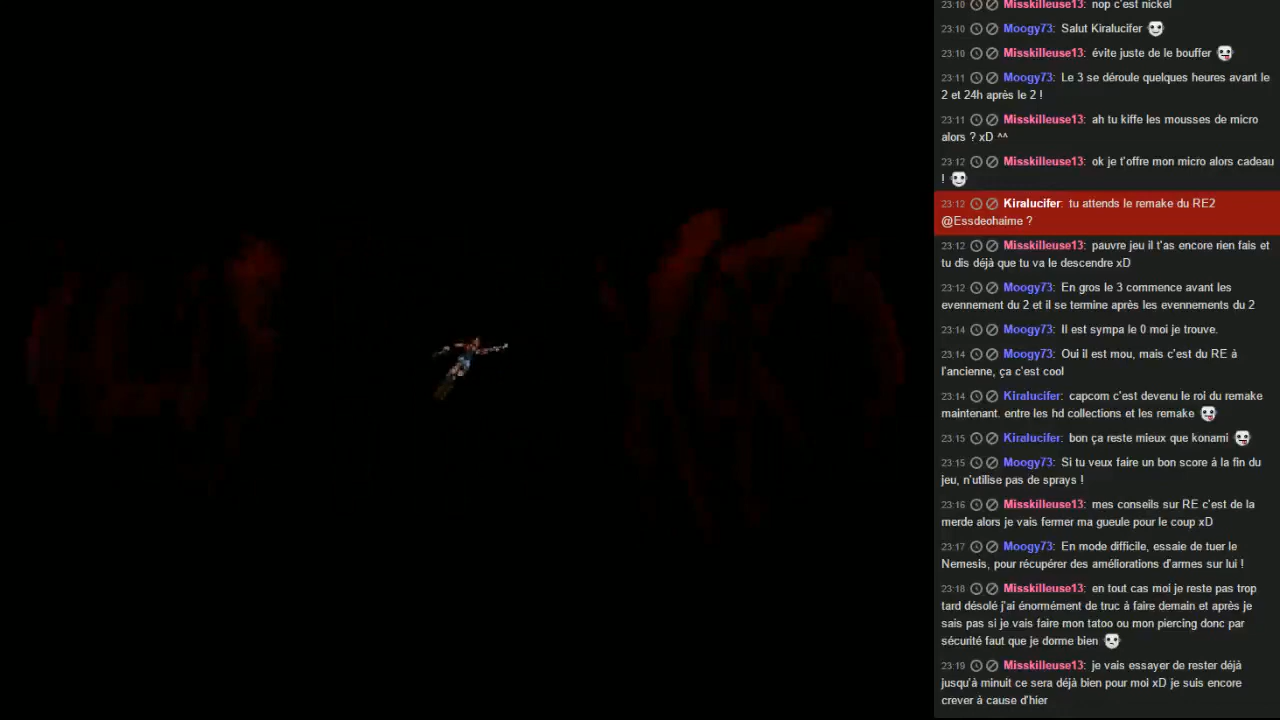 23:10 Misskilleuse13: nop c'est nickel
23:10 Moogy73: Salut Kiralucifer
23:10 Misskilleuse13: évite juste de le bouffer
23:11 Moogy73: Le 3 se déroule quelques heures avant le
2 et 24h après le 2 !
23:11 Misskilleuse13: ah tu kiffe les mousses de micro
alors ? xD ^^
23:12 Misskilleuse13: ok je t'offre mon micro alors cadeau
!
23:12 Kiralucifer: tu attends le remake du RE2
@Essdeohaime ?
23:12 Misskilleuse13: pauvre jeu il t'as encore rien fais et
tu dis déjà que tu va le descendre xD
23:12 Moogy73: En gros le 3 commence avant les
evennement du 2 et il se termine après les evennements du 2
23:14 Moogy73: Il est sympa le 0 moi je trouve.
23:14 Moogy73: Oui il est mou, mais c'est du RE à
l'ancienne, ça c'est cool
23:14 Kiralucifer: capcom c'est devenu le roi du remake
maintenant. entre les hd collections et les remake
23:15 Kiralucifer: bon ça reste mieux que konami
23:15 Moogy73: Si tu veux faire un bon score à la fin du
jeu, n'utilise pas de sprays !
23:16 Misskilleuse13: mes conseils sur RE c'est de la
merde alors je vais fermer ma gueule pour le coup xD
23:17 Moogy73: En mode difficile, essaie de tuer le
Nemesis, pour récupérer des améliorations d'armes sur lui !
23:18 Misskilleuse13: en tout cas moi je reste pas trop
tard désolé j'ai énormément de truc à faire demain et après je
sais pas si je vais faire mon tatoo ou mon piercing donc par
sécurité faut que je dorme bien
23:19 Misskilleuse13: je vais essayer de rester déjà
jusqu'à minuit ce sera déjà bien pour moi xD je suis encore
crever à cause d'hier